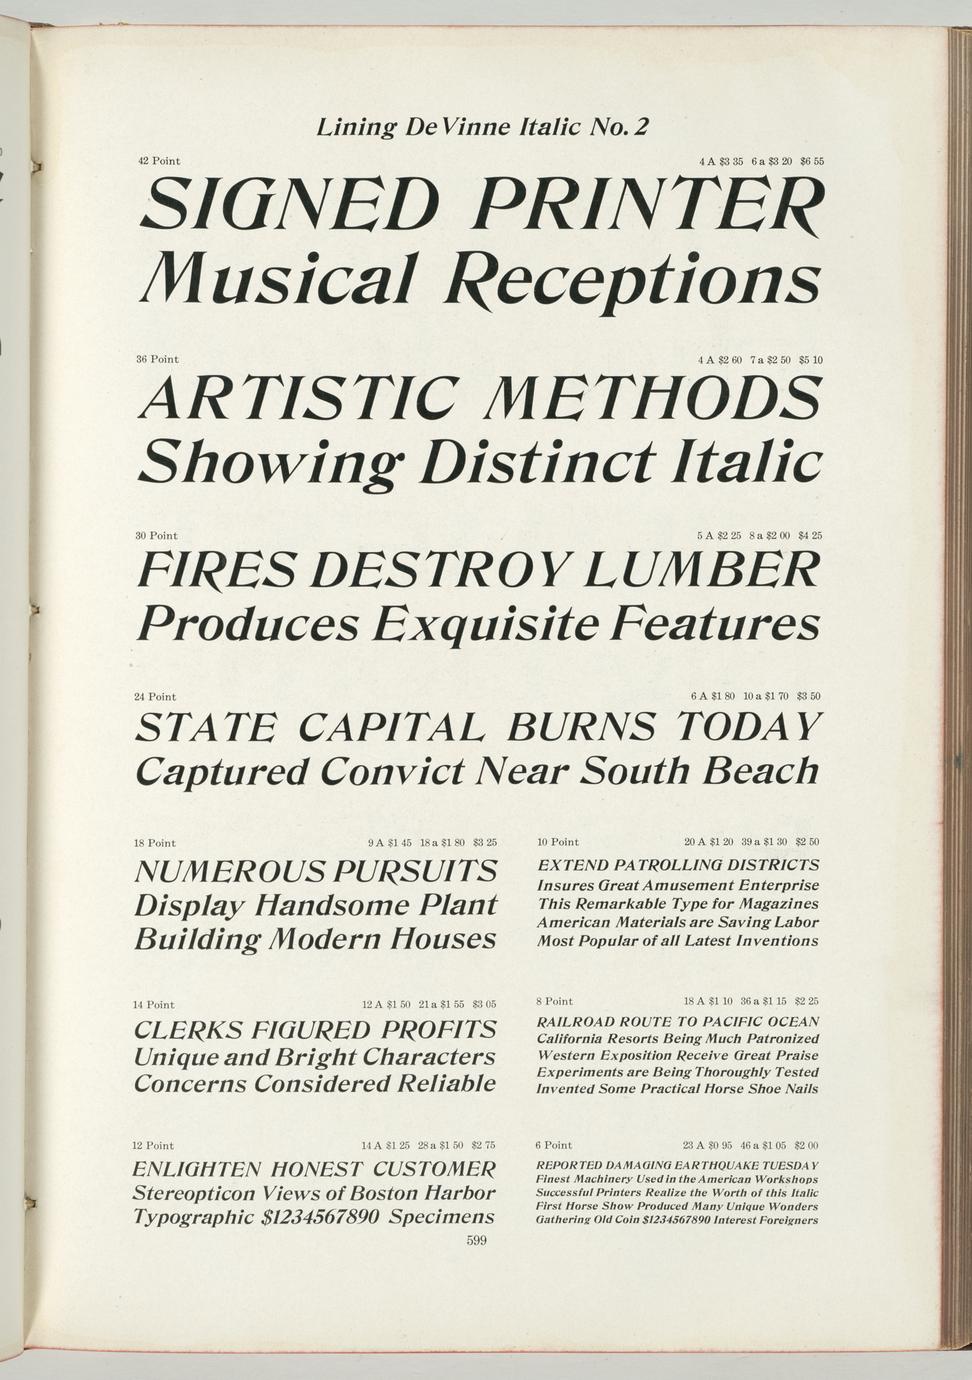 Lining De Vinne Italic No. 2
42 Point 4 A $3 35 6 a $3 20 $6 55
SIGNED PRINTER
Musical Receptions
36 Point 4 A $2 60 7 a $2 50 $5 10
ARTISTIC METHODS
Showing Distinct Italic
30 Point 5 A $2 25 8 a $2 00 $4 25
FIRES DESTROY LUMBER
Produces Exquisite Features
24 Point 6 A $1 80 10 a $1 70 $3 50
STATE CAPITAL BURNS TODAY
Captured Convict Near South Beach
18 Point 9 A $1 45 18 a $1 80 $3 25
NUMEROUS PURSUITS
Display Handsome Plant
Building Modern Houses
14 Point 12 A $1 50 21 a $1 55 $3 05
CLERKS FIGURED PROFITS
Unique and Bright Characters
Concerns Considered Reliable
12 Point 14 A $1 25 28 a $1 50 $2 75
ENLIGHTEN HONEST CUSTOMER
Stereopticon Views of Boston Harbor
Typographic $1234567890 Specimens
10 Point 20 A $1 20 39 a $1 30 $2 50
EXTEND PATROLLING DISTRICTS
Insures Great Amusement Enterprise
This Remarkable Type for Magazines
American Materials are Saving Labor
Most Popular of all Latest Inventions
8 Point 18 A $1 10 36 a $1 15 $2 25
RAILROAD ROUTE TO PACIFIC OCEAN
California Resorts Being Much Patronized
Western Exposition Receive Great Praise
Experiments are Being Thoroughly Tested
Invented Some Practical Horse Shoe Nails
6 Point 23 A $0 95 46 a $1 05 $2 00
REPORTED DAMAGING EARTHQUAKE TUESDAY
Finest Machinery Used in the American Workshops
Successful Printers Realize the Worth of this Italic
First Horse Show Produced Many Unique Wonders
Gathering Old Coin $1234567890 Interest Foreigners
599